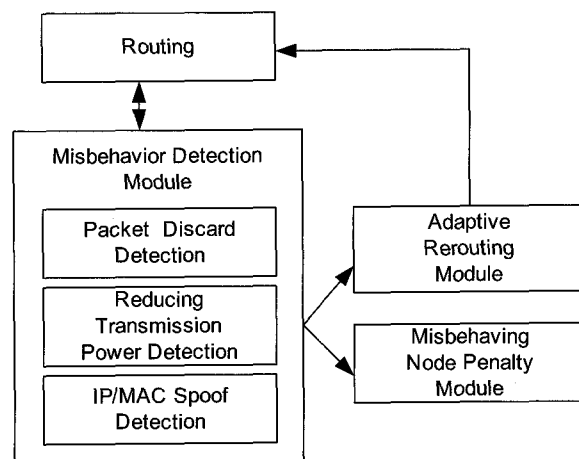 Routing
Misbehavior Detection
Module
Packet Discard
Detection
Reducing
Transmission
Power Detection
IP/MAC Spoof
Detection
Adaptive
Rerouting
Module
Misbehaving
Node Penalty
Module